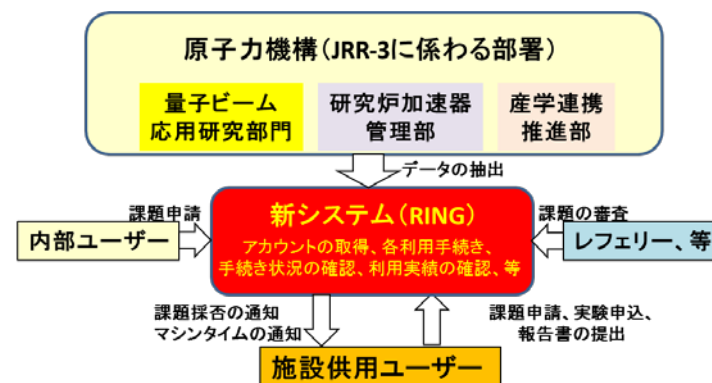 原子力機構（JRR-3に係わる部署）
量子ビーム
応用研究部門
研究炉加速器
管理部
産学連携
推進部
データの抽出
課題申請
新システム（RING）
課題の審査
内部ユーザー
アカウントの取得、各利用手続き、
手続き状況の確認、利用実績の確認、等
レフェリー、等
課題採否の通知
マシンタイムの通知
課題申請、実験申込、
報告書の提出
施設供用ユーザー